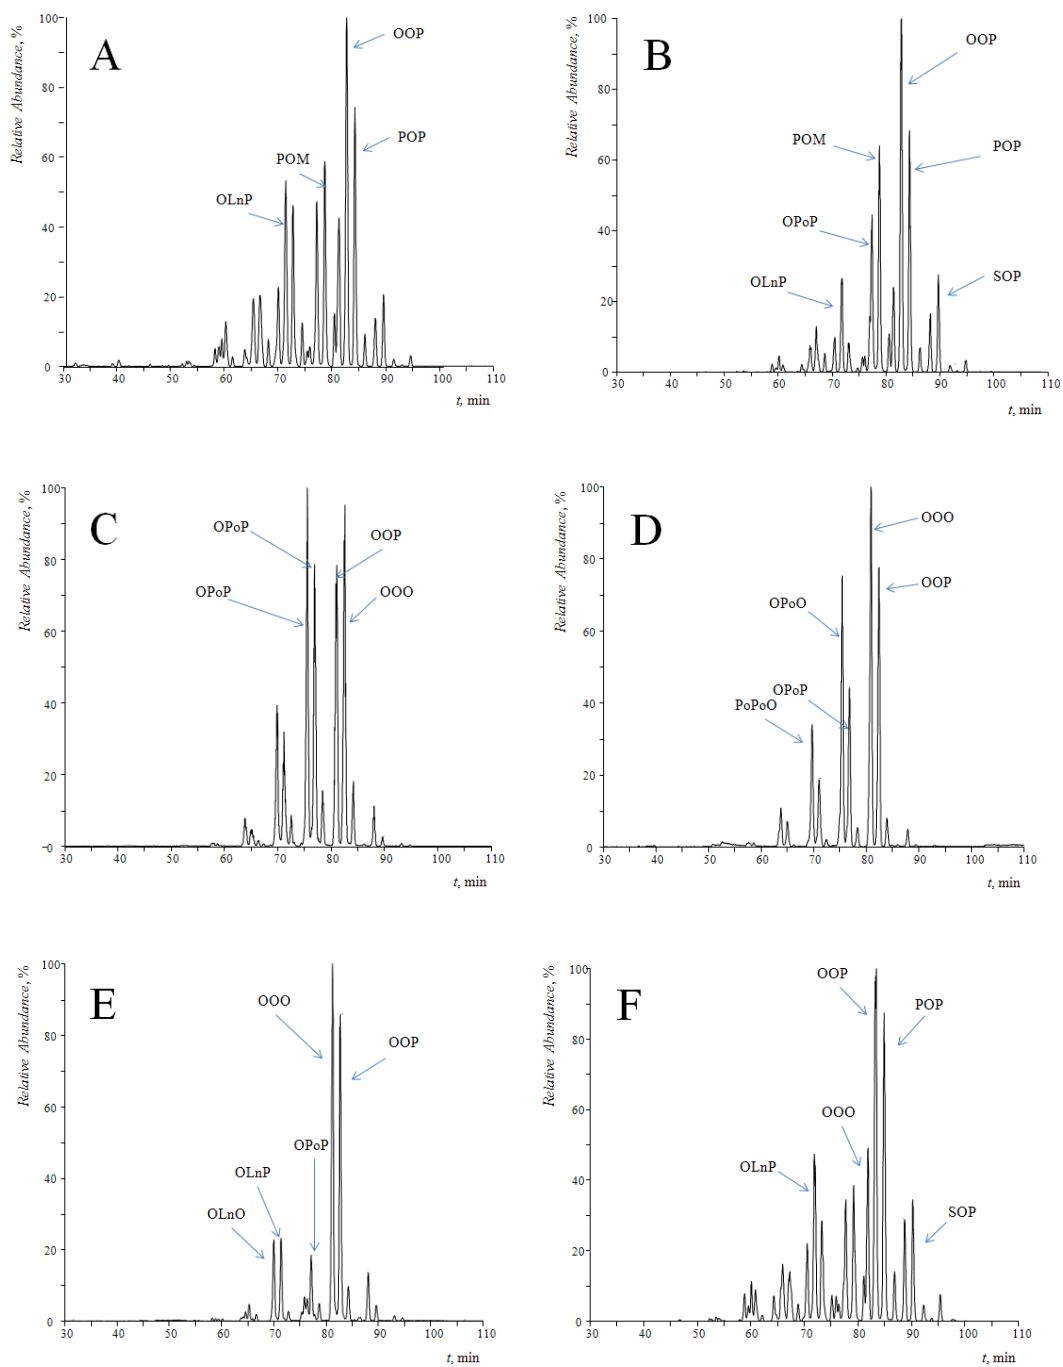 Relative Abundance, %
A
100
80
60
40
20
0
OOP
POP
POM
OLnP
30 40 50 60 70 80 90 100 110
t, min
Relative Abundance, %
B
100
80
60
40
20
0
OOP
POM
POP
OPoP
OLnP
SOP
30 40 50 60 70 80 90 100 110
t, min
Relative Abundance, %
C
100
80
60
40
20
0
OPoP
OOP
OPoP
OOO
30 40 50 60 70 80 90 100 110
t, min
Relative Abundance, %
D
100
80
60
40
20
0
OOO
OPoO
OOP
OPoP
PoPoO
30 40 50 60 70 80 90 100 110
t, min
Relative Abundance, %
E
100
80
60
40
20
0
OOO
OOP
OPoP
OLnP
OLnO
30 40 50 60 70 80 90 100 110
t, min
Relative Abundance, %
F
100
80
60
40
20
0
OOP
POP
OOO
OLnP
SOP
30 40 50 60 70 80 90 100 110
t, min